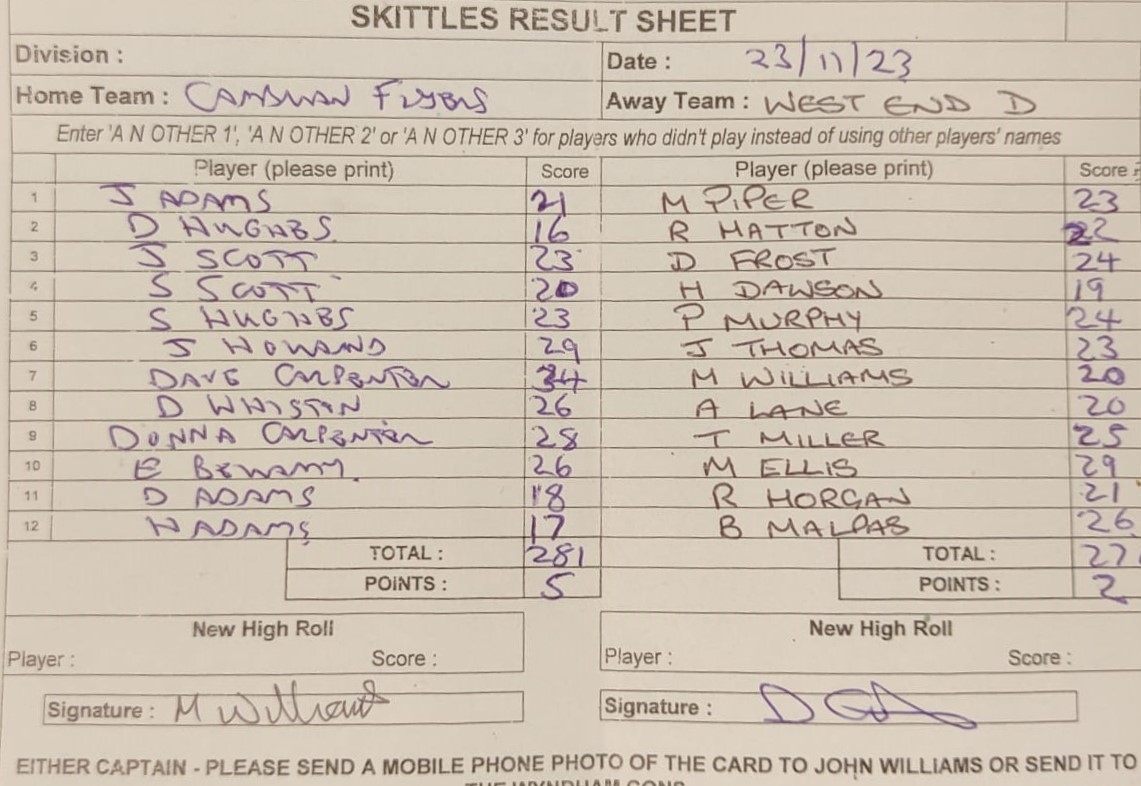 SKITTLES RESULT SHEET
Division : Date : 23/11/23
Home Team : CAMBRIAN FLYERS Away Team : WEST END D
Enter 'A N OTHER 1', 'A N OTHER 2' or 'A N OTHER 3' for players who didn't play instead of using other players' names
Player (please print) Score Player (please print) Score
1 J ADAMS 21 M PIPER 23
2 D HUGHES 16 R HATTON 22
3 J SCOTT 23 D FROST 24
4 S SCOTT 20 H DAWSON 19
5 S HUGHES 23 P MURPHY 24
6 J HOWARD 29 J THOMAS 23
7 DAVE CARPENTER 34 M WILLIAMS 20
8 D 26 A LANE 20
9 DONNA CARPENTER 28 T MILLER 25
10 E 26 M ELLIS 29
11 D ADAMS 18 R HORGAN 21
12 H ADAMS 17 B MALPAS 26
TOTAL : 281 TOTAL : 27
POINTS : 5 POINTS : 2
New High Roll New High Roll
Player : Score : Player : Score :
Signature : M Signature : D
EITHER CAPTAIN - PLEASE SEND A MOBILE PHONE PHOTO OF THE CARD TO JOHN WILLIAMS OR SEND IT TO
THE WYNDHAM CONS